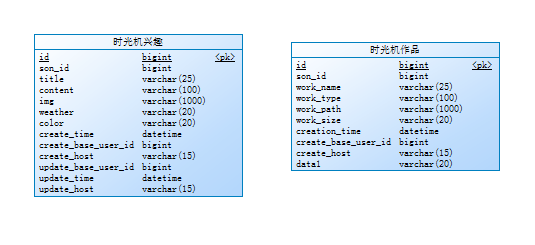 时光机兴趣
id bigint <pk>
son_id bigint
title varchar(25)
content varchar(100)
img varchar(1000)
weather varchar(20)
color varchar(20)
create_time datetime
create_base_user_id bigint
create_host varchar(15)
update_base_user_id bigint
update_time datetime
update_host varchar(15)
时光机作品
id bigint <pk>
son_id bigint
work_name varchar(25)
work_type varchar(100)
work_path varchar(1000)
work_size varchar(20)
creation_time datetime
create_base_user_id bigint
create_host varchar(15)
data1 varchar(20)